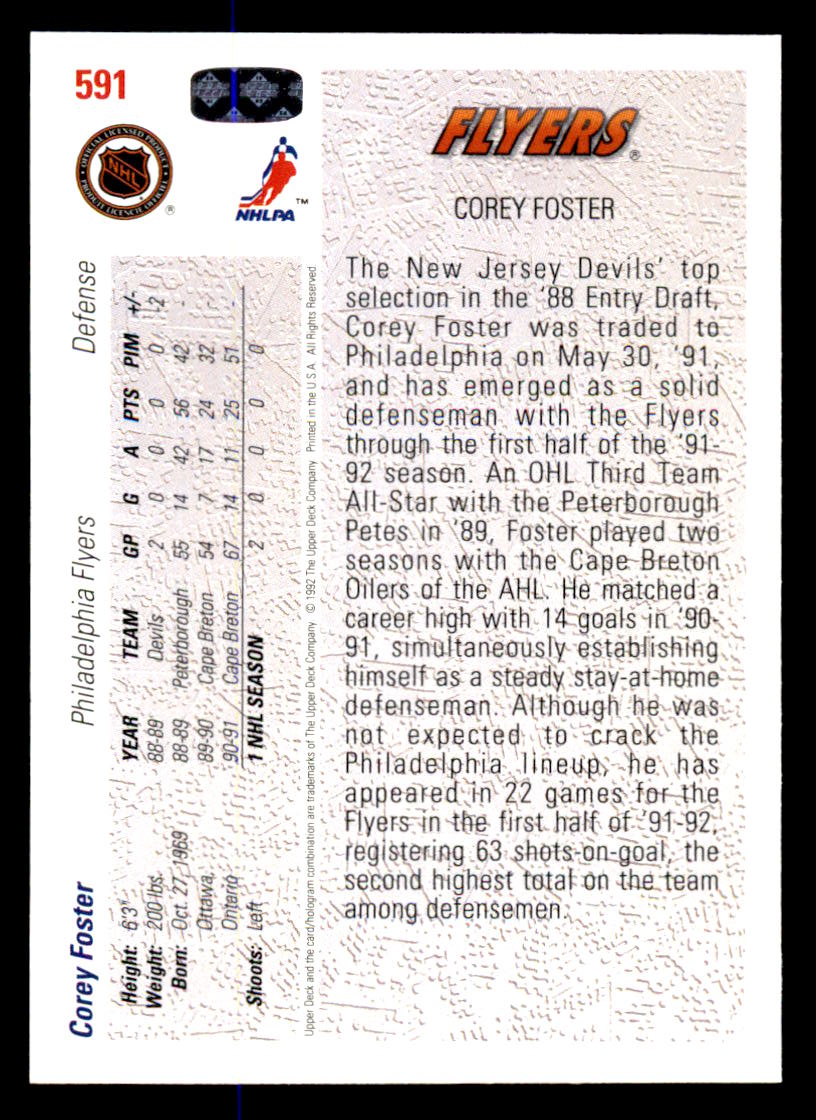 591
OFFICIAL LICENSED PRODUCT
NHL
PRODUIT LICENCIÉ OFFICIEL
®
NHLPA ™
FLYERS ®
COREY FOSTER
The New Jersey Devils' top
selection in the '88 Entry Draft,
Corey Foster was traded to
Philadelphia on May 30, '91,
and has emerged as a solid
defenseman with the Flyers
through the first half of the '91-
92 season. An OHL Third Team
All-Star with the Peterborough
Petes in '89, Foster played two
seasons with the Cape Breton
Oilers of the AHL. He matched a
career high with 14 goals in '90-
91, simultaneously establishing
himself as a steady stay-at-home
defenseman. Although he was
not expected to crack the
Philadelphia lineup, he has
appeared in 22 games for the
Flyers in the first half of '91-92,
registering 63 shots-on-goal, the
second highest total on the team
among defensemen.
Corey Foster Philadelphia Flyers Defense
Height: 6'3" YEAR TEAM GP G A PTS PIM +/-
Weight: 200 lbs. 88-89 Devils 2 0 0 0 0 -2
Born: Oct. 27, 1969 88-89 Peterborough 55 14 42 56 42 -
Ottawa, 89-90 Cape Breton 54 7 17 24 32 -
Ontario 90-91 Cape Breton 67 14 11 25 51 -
Shoots: Left 1 NHL SEASON 2 0 0 0 0
Upper Deck and the card/hologram combination are trademarks of The Upper Deck Company © 1992 The Upper Deck Company Printed in the U.S.A. All Rights Reserved